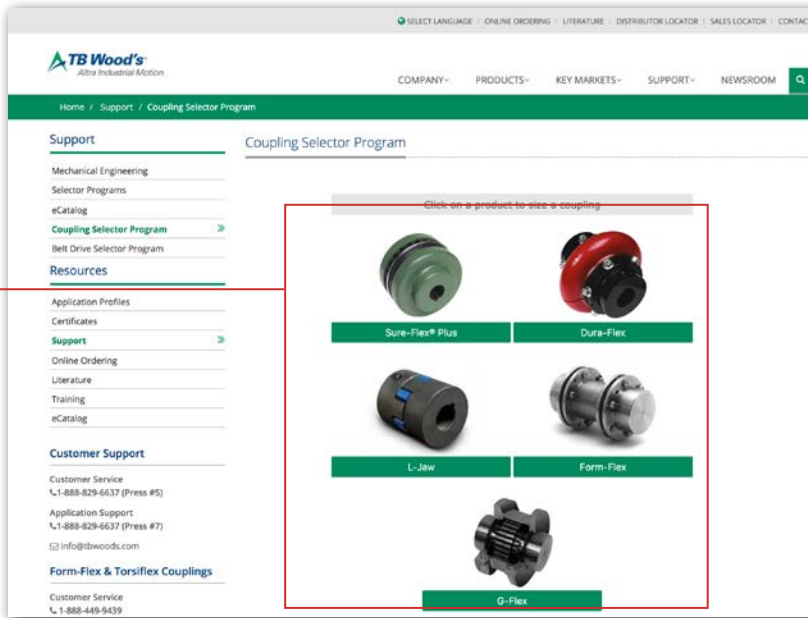 SELECT LANGUAGE | ONLINE ORDERING | LITERATURE | DISTRIBUTOR LOCATOR | SALES LOCATOR | CONTAC
TB Wood's
Altra Industrial Motion
COMPANY PRODUCTS KEY MARKETS SUPPORT NEWSROOM
Home / Support / Coupling Selector Program
Support
Mechanical Engineering
Selector Programs
eCatalog
Coupling Selector Program
Belt Drive Selector Program
Resources
Application Profiles
Certificates
Support
Online Ordering
Literature
Training
eCatalog
Customer Support
Customer Service
1-888-829-6637 (Press #5)
Application Support
1-888-829-6637 (Press #7)
info@tbwoods.com
Form-Flex & Torsiflex Couplings
Customer Service
1-888-449-9439
Coupling Selector Program
Click on a product to size a coupling
Sure-Flex® Plus
Dura-Flex
L-Jaw
Form-Flex
G-Flex